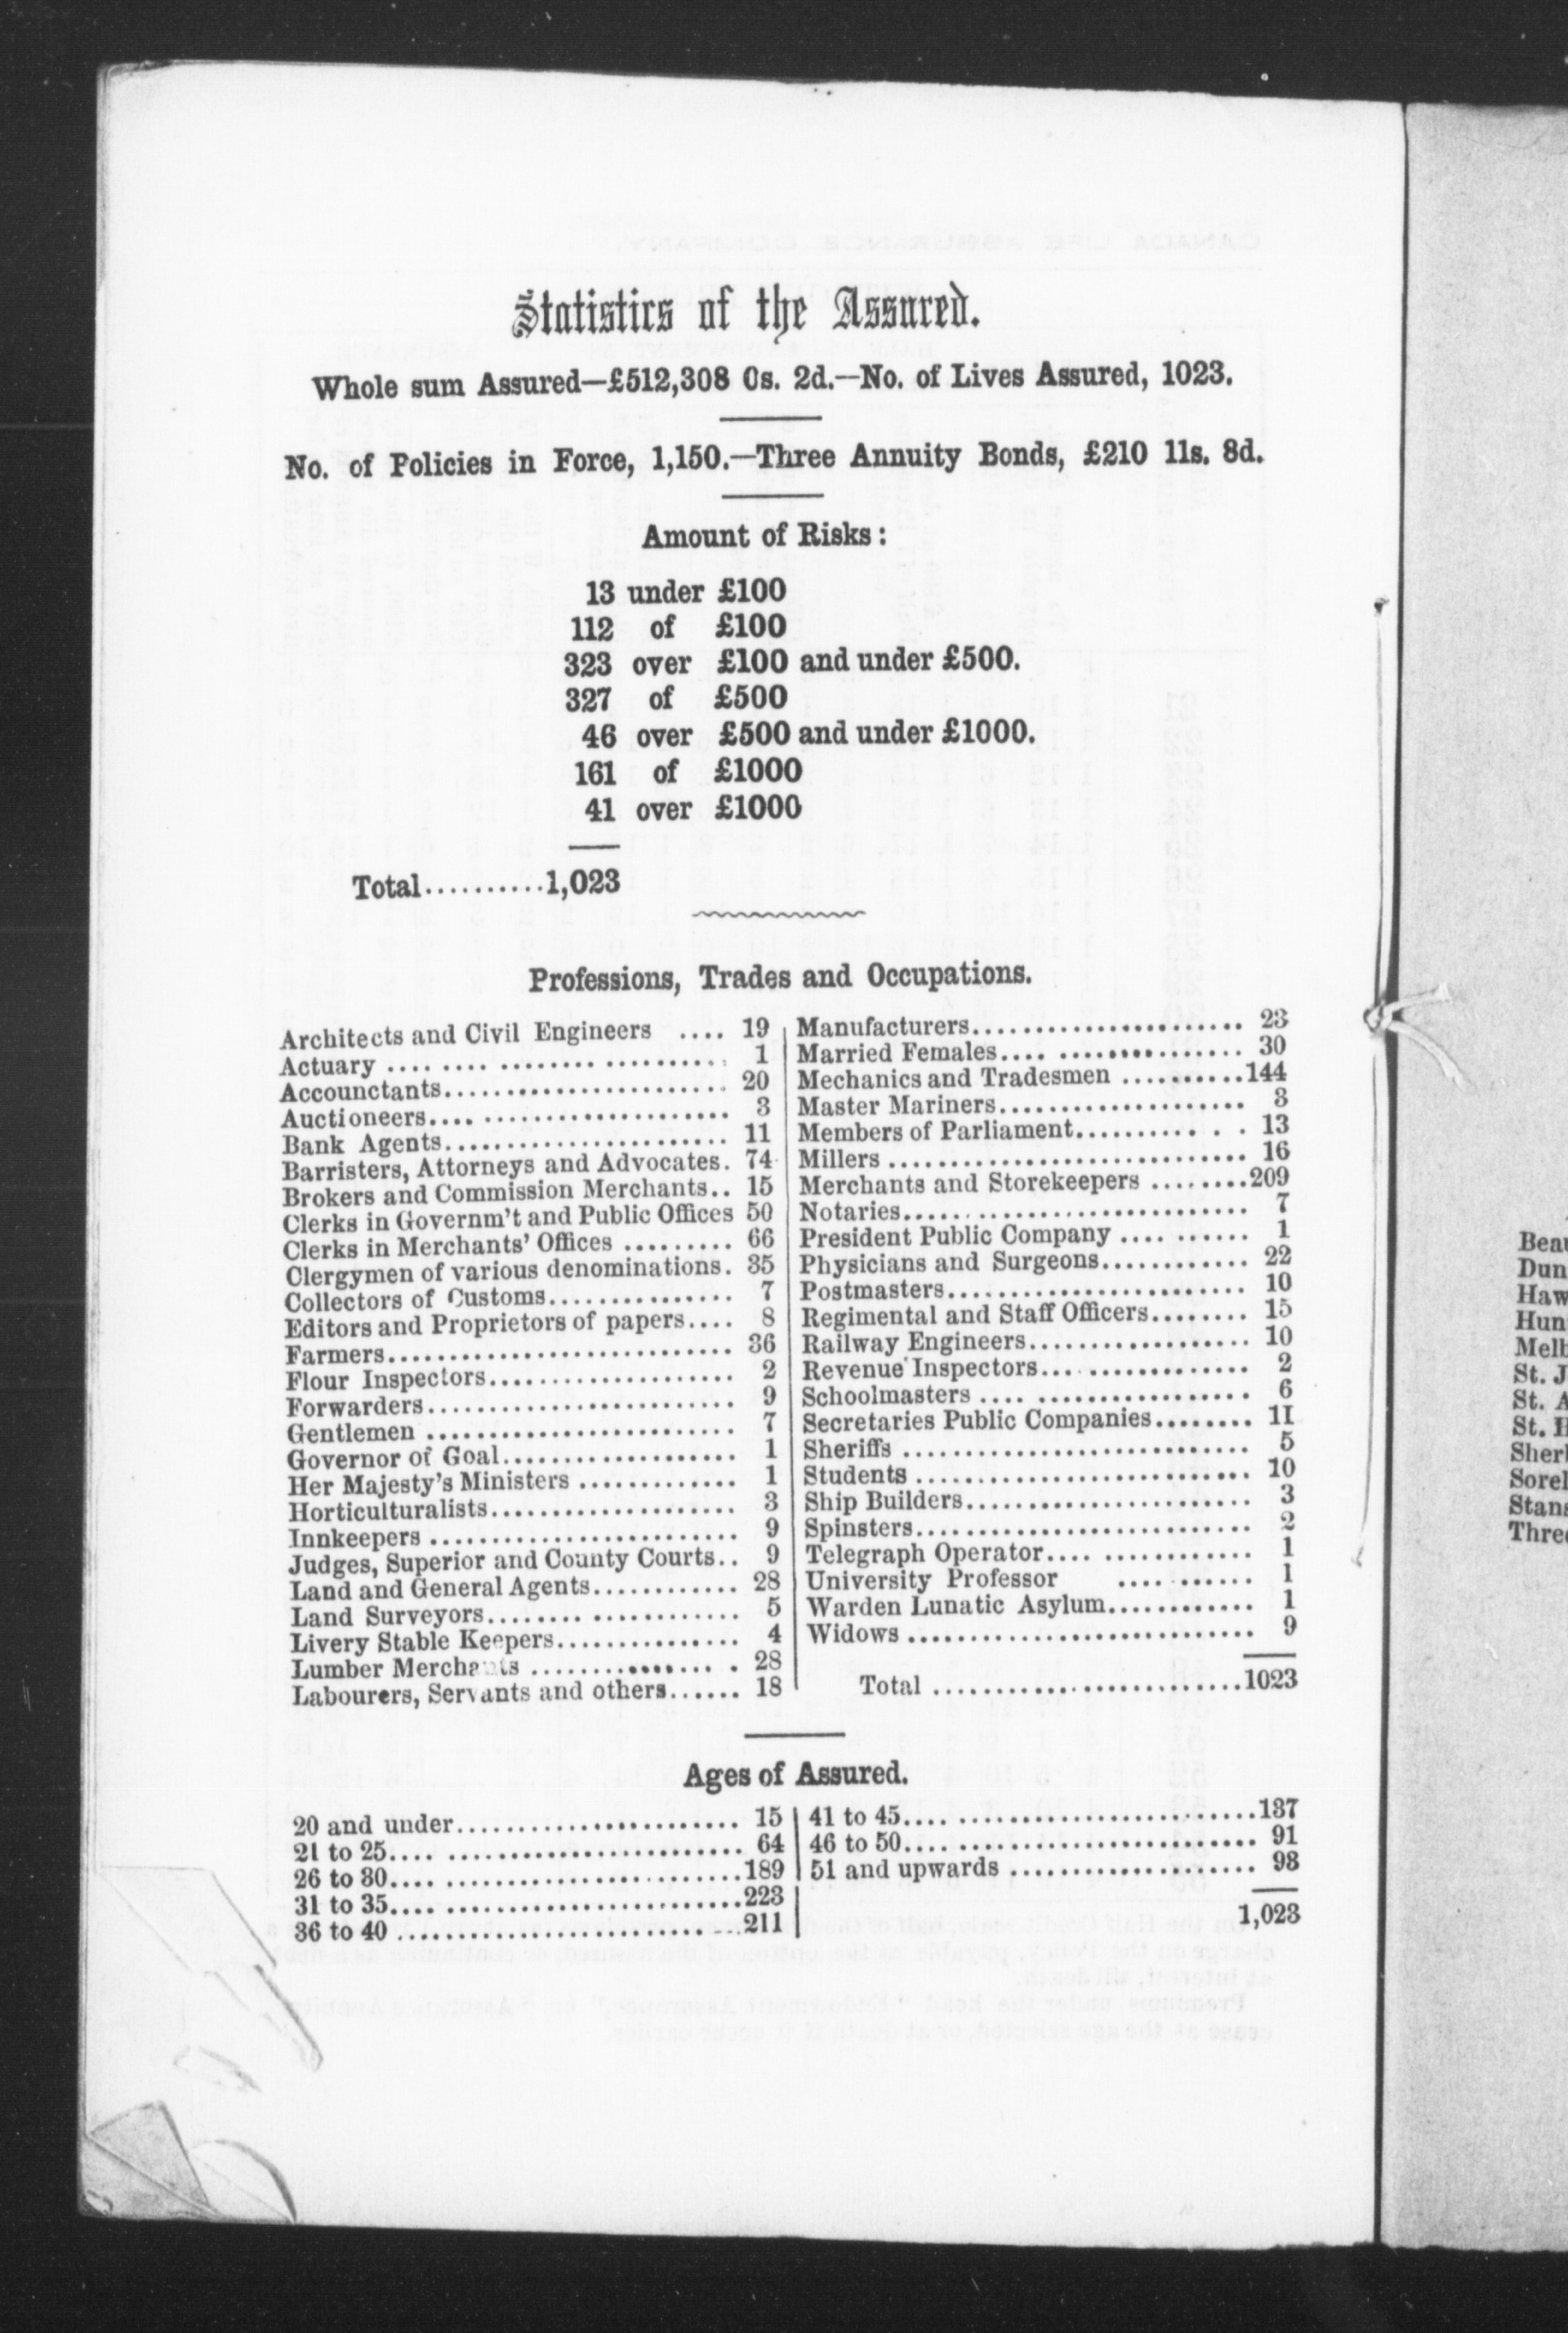 Statistics of the Assured.
Whole sum Assured—£512,308 0s. 2d.—No. of Lives Assured, 1023.
No. of Policies in Force, 1,150.—Three Annuity Bonds, £210 11s. 8d.
Amount of Risks:
13 under £100
112 of £100
323 over £100 and under £500.
327 of £500
46 over £500 and under £1000.
161 of £1000
41 over £1000
Total..........1,023
Professions, Trades and Occupations.
Architects and Civil Engineers .... 19
Actuary .... .... ........ .......... 1
Accounctants....................... 20
Auctioneers.... .................... 3
Bank Agents....................... 11
Barristers, Attorneys and Advocates. 74
Brokers and Commission Merchants.. 15
Clerks in Governm't and Public Offices 50
Clerks in Merchants' Offices ......... 66
Clergymen of various denominations. 35
Collectors of Customs............... 7
Editors and Proprietors of papers.... 8
Farmers............................ 36
Flour Inspectors.................... 2
Forwarders......................... 9
Gentlemen ......................... 7
Governor of Goal................... 1
Her Majesty's Ministers ............. 1
Horticulturalists.................... 3
Innkeepers ......................... 9
Judges, Superior and County Courts.. 9
Land and General Agents............ 28
Land Surveyors........ ............ 5
Livery Stable Keepers............... 4
Lumber Merchants ............... . 28
Labourers, Servants and others...... 18
Manufacturers...................... 23
Married Females.... ............... 30
Mechanics and Tradesmen ..........144
Master Mariners.................... 3
Members of Parliament.......... . . 13
Millers ............................. 16
Merchants and Storekeepers ........209
Notaries............................ 7
President Public Company .... ...... 1
Physicians and Surgeons............ 22
Postmasters........................ 10
Regimental and Staff Officers........ 15
Railway Engineers.................. 10
Revenue Inspectors.... .............. 2
Schoolmasters .... ................. 6
Secretaries Public Companies........ 11
Sheriffs ............................ 5
Students ........................... 10
Ship Builders....................... 3
Spinsters........................... 2
Telegraph Operator.... ............ 1
University Professor .... ...... 1
Warden Lunatic Asylum............ 1
Widows ............................ 9
Total .........................1023
Ages of Assured.
20 and under....................... 15
21 to 25.... ........................ 64
26 to 30.... ........................189
31 to 35.... ........................223
36 to 40 ............................211
41 to 45.... ........................137
46 to 50.... ........................ 91
51 and upwards .................... 93
1,023
Beau
Dun
Haw
Hun
Melb
St. J
St. A
St. H
Sher
Sorel
Stans
Three